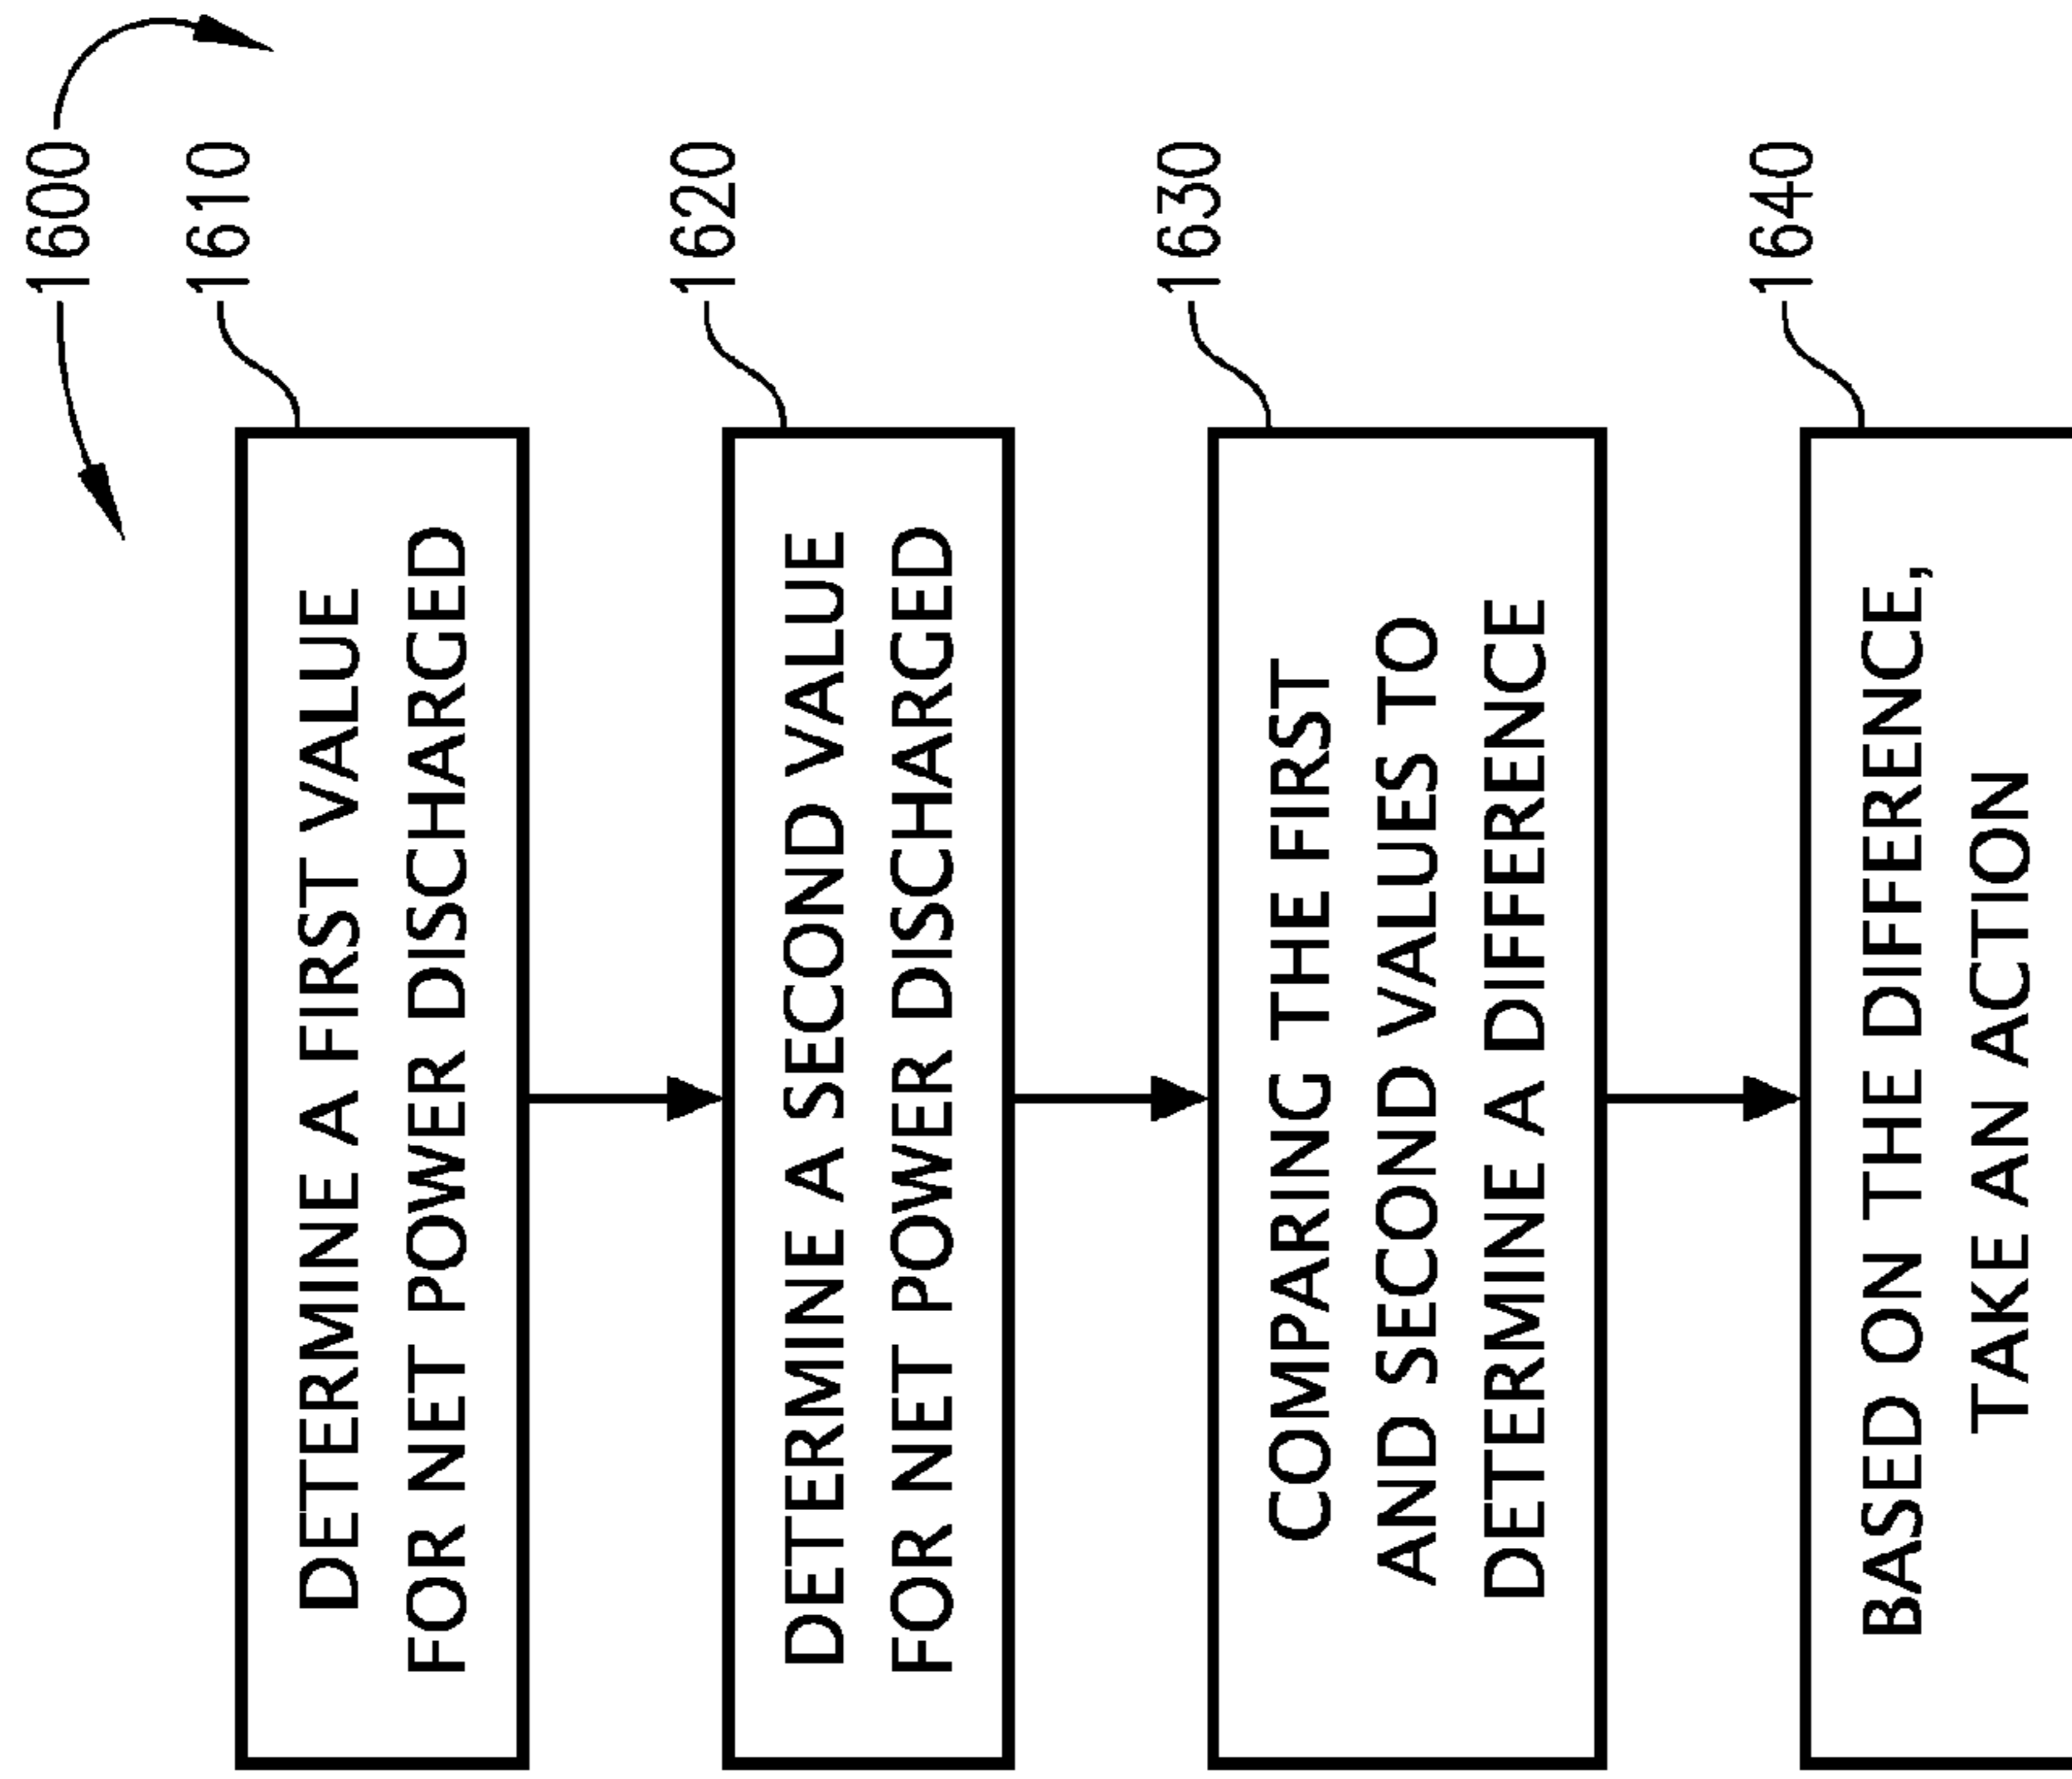 1600
1610
DETERMINE A FIRST VALUE
FOR NET POWER DISCHARGED
1620
DETERMINE A SECOND VALUE
FOR NET POWER DISCHARGED
1630
COMPARING THE FIRST
AND SECOND VALUES TO
DETERMINE A DIFFERENCE
1640
BASED ON THE DIFFERENCE,
TAKE AN ACTION